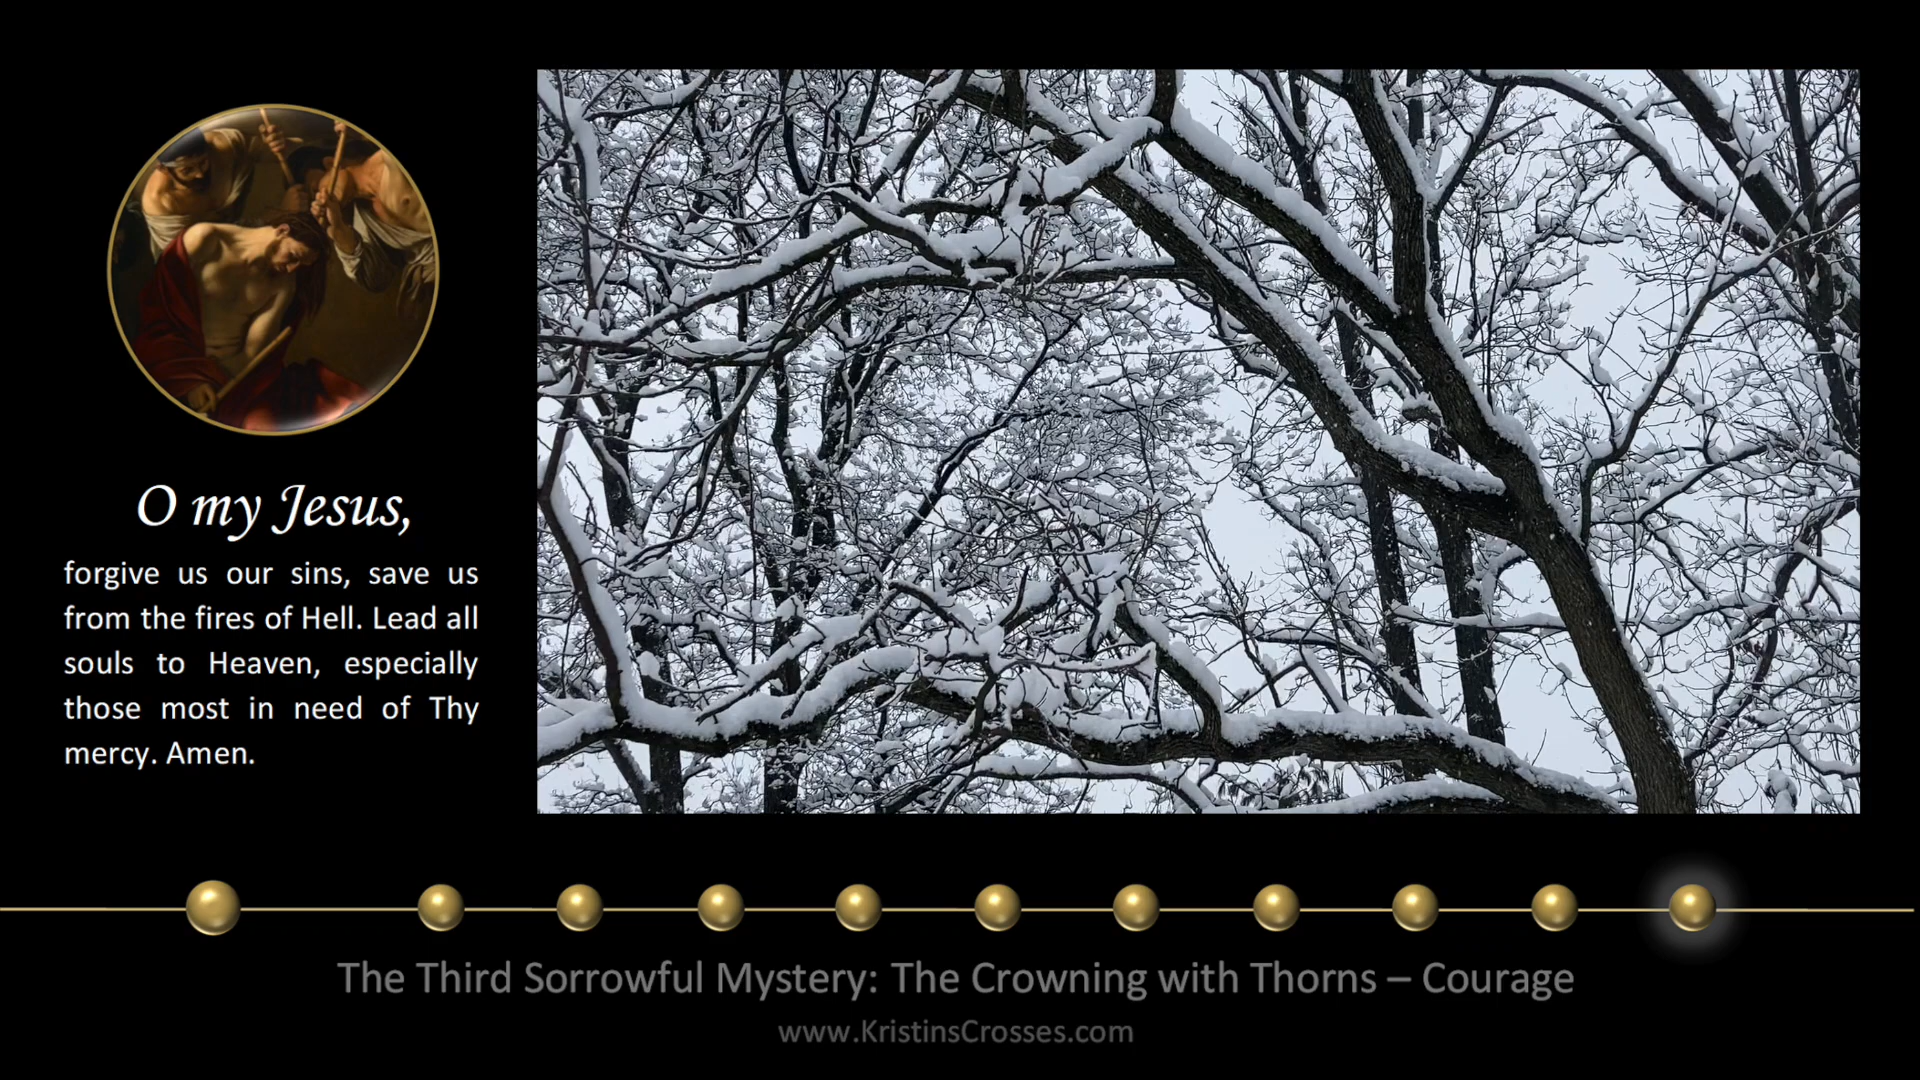 O my Jesus,
forgive us our sins, save us
from the fires of Hell. Lead all
souls to Heaven, especially
those most in need of Thy
mercy. Amen.
The Third Sorrowful Mystery: The Crowning with Thorns – Courage
www.KristinsCrosses.com